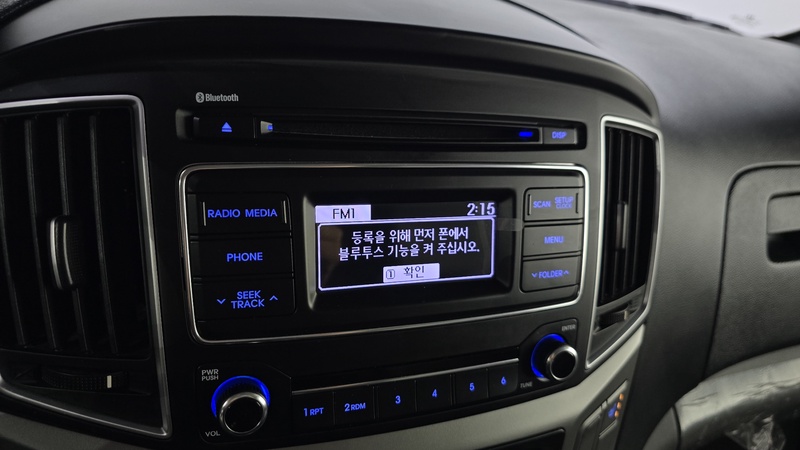 Bluetooth
DISP
RADIO MEDIA
PHONE
SEEK
TRACK
FM1 2:15
등록을 위해 먼저 폰에서
블루투스 기능을 켜 주십시오.
1 확인
SCAN SETUP
CLOCK
MENU
FOLDER
PWR
PUSH
VOL
1 RPT
2 RDM
3
4
5
6
TUNE
ENTER